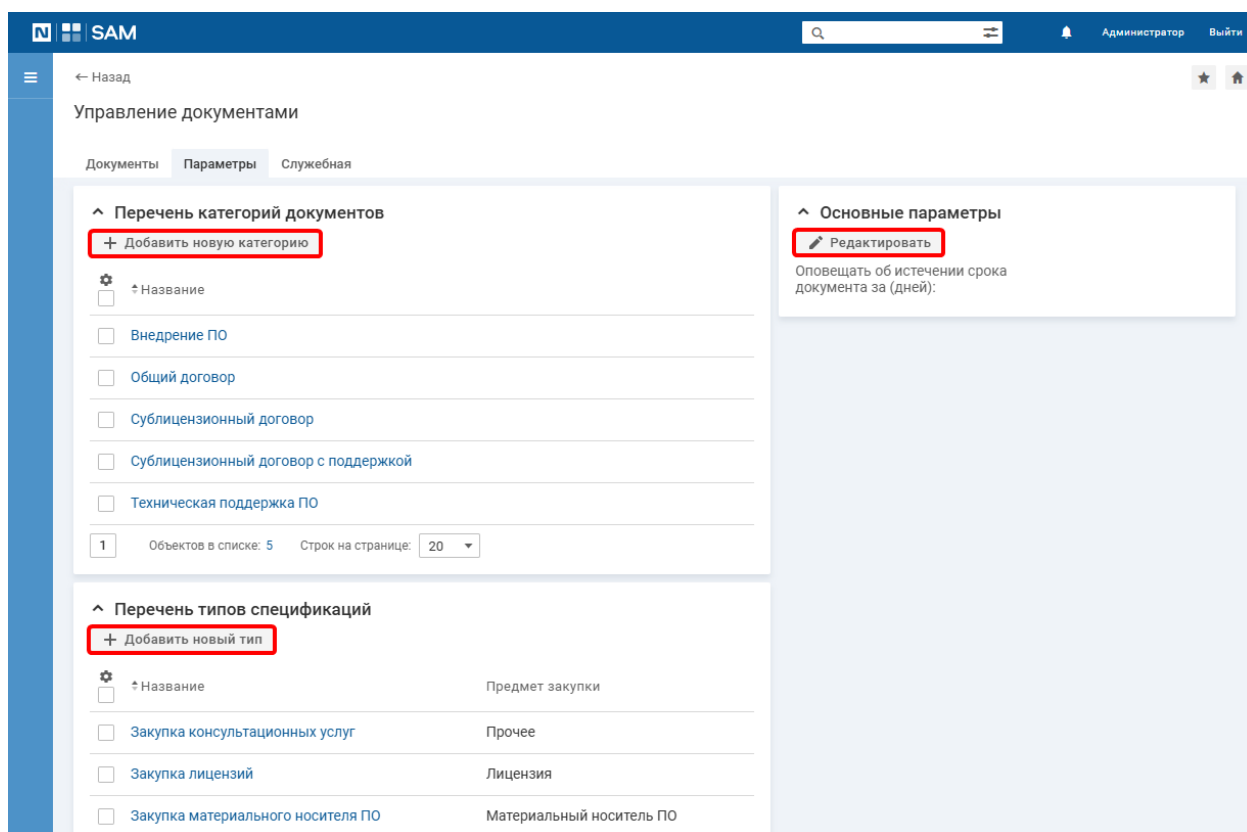 N SAM
Администратор
Выйти
← Назад
Управление документами
Документы Параметры Служебная
Перечень категорий документов
+ Добавить новую категорию
Название
Внедрение ПО
Общий договор
Сублицензионный договор
Сублицензионный договор с поддержкой
Техническая поддержка ПО
1 Объектов в списке: 5 Строк на странице: 20
Перечень типов спецификаций
+ Добавить новый тип
Название Предмет закупки
Закупка консультационных услуг Прочее
Закупка лицензий Лицензия
Закупка материального носителя ПО Материальный носитель ПО
Основные параметры
Редактировать
Оповещать об истечении срока
документа за (дней):